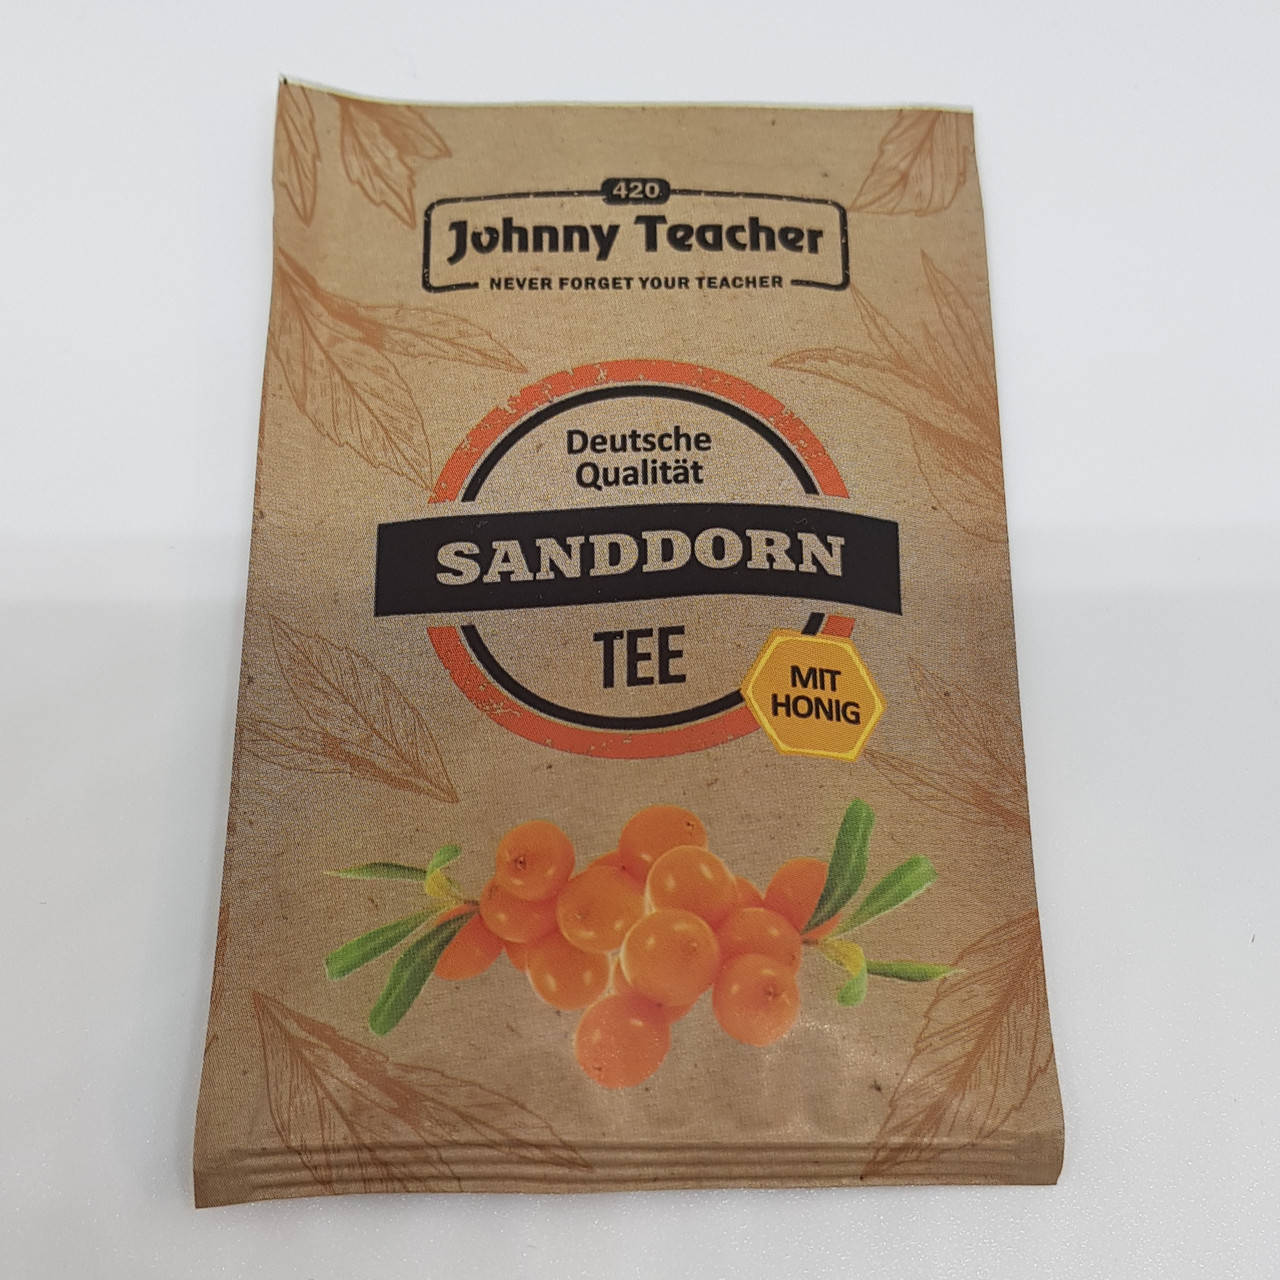 420
Johnny Teacher
NEVER FORGET YOUR TEACHER
Deutsche
Qualität
SANDDORN
TEE
MIT
HONIG